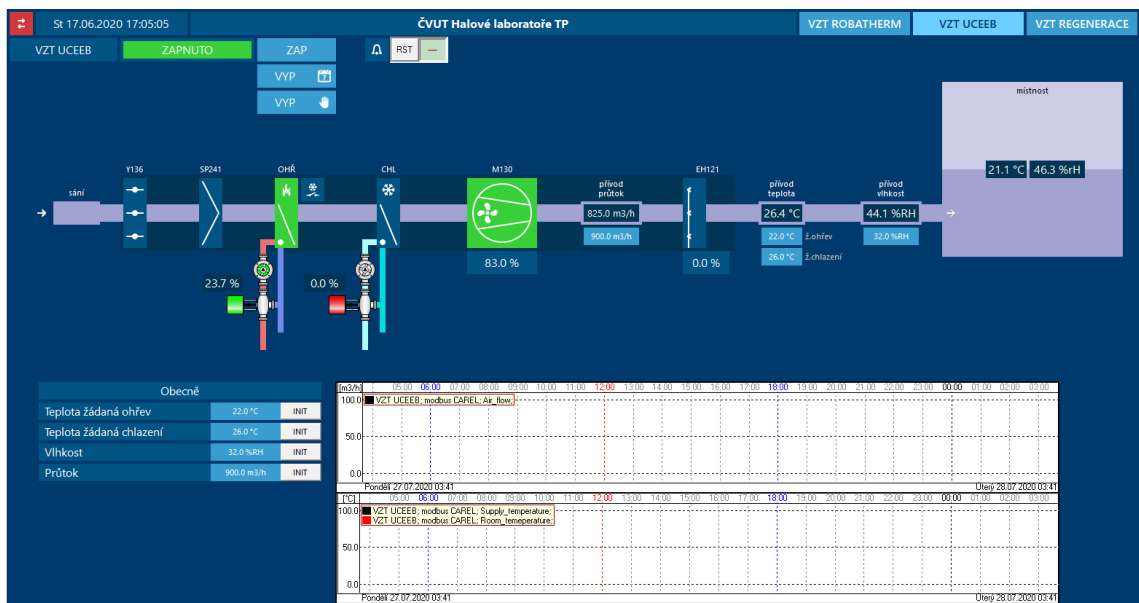 St 17.06.2020 17:05:05
ČVUT Halové laboratoře TP
VZT ROBATHERM
VZT UCEEB
VZT REGENERACE
VZT UCEEB
ZAPNUTO
ZAP
RST
VYP 7
VYP
místnost
21.1 °C 46.3 %rH
sání
Y136
SP241
OHŘ
CHL
M130
přívod
průtok
825.0 m3/h
900.0 m3/h
EH121
přívod
teplota
26.4 °C
22.0 °C ž.ohřev
26.0 °C ž.chlazení
přívod
vlhkost
44.1 %RH
32.0 %RH
23.7 %
0.0 %
83.0 %
0.0 %
Obecně
Teplota žádaná ohřev 22.0 °C INIT
Teplota žádaná chlazení 26.0 °C INIT
Vlhkost 32.0 %RH INIT
Průtok 900.0 m3/h INIT
[m3/h] 05:00 06:00 07:00 08:00 09:00 10:00 11:00 12:00 13:00 14:00 15:00 16:00 17:00 18:00 19:00 20:00 21:00 22:00 23:00 00:00 01:00 02:00 03:00
100.0 VZT UCEEB; modbus CAREL; Air_flow;
50.0
0.0
Pondělí 27.07.2020 03:41 Úterý 28.07.2020 03:41
[°C] 05:00 06:00 07:00 08:00 09:00 10:00 11:00 12:00 13:00 14:00 15:00 16:00 17:00 18:00 19:00 20:00 21:00 22:00 23:00 00:00 01:00 02:00 03:00
100.0 VZT UCEEB; modbus CAREL; Supply_temperature;
VZT UCEEB; modbus CAREL; Room_temeperature;
50.0
0.0
Pondělí 27.07.2020 03:41 Úterý 28.07.2020 03:41